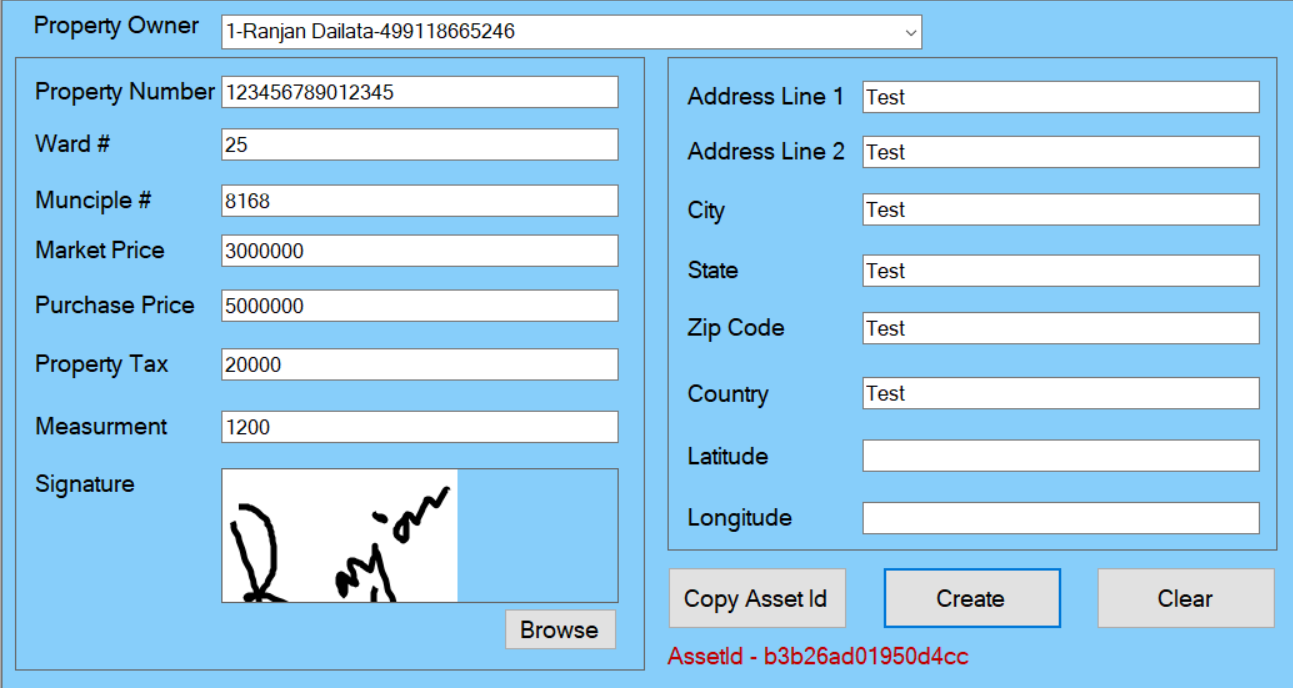 Property Owner 1-Ranjan Dailata-499118665246
Property Number 123456789012345
Ward # 25
Munciple # 8168
Market Price 3000000
Purchase Price 5000000
Property Tax 20000
Measurment 1200
Signature Ranjan
Browse
Address Line 1 Test
Address Line 2 Test
City Test
State Test
Zip Code Test
Country Test
Latitude
Longitude
Copy Asset Id Create Clear
AssetId - b3b26ad01950d4cc